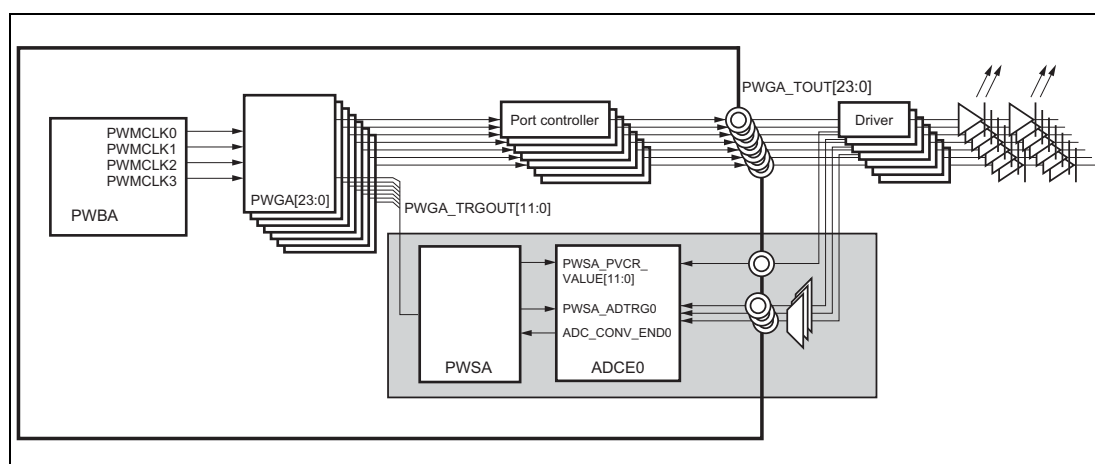 PWGA_TOUT[23:0]
Port controller
Driver
PWMCLK0
PWMCLK1
PWMCLK2
PWMCLK3
PWBA
PWGA[23:0]
PWGA_TRGOUT[11:0]
PWSA_PVCR_
VALUE[11:0]
PWSA_ADTRG0
ADC_CONV_END0
PWSA
ADCE0